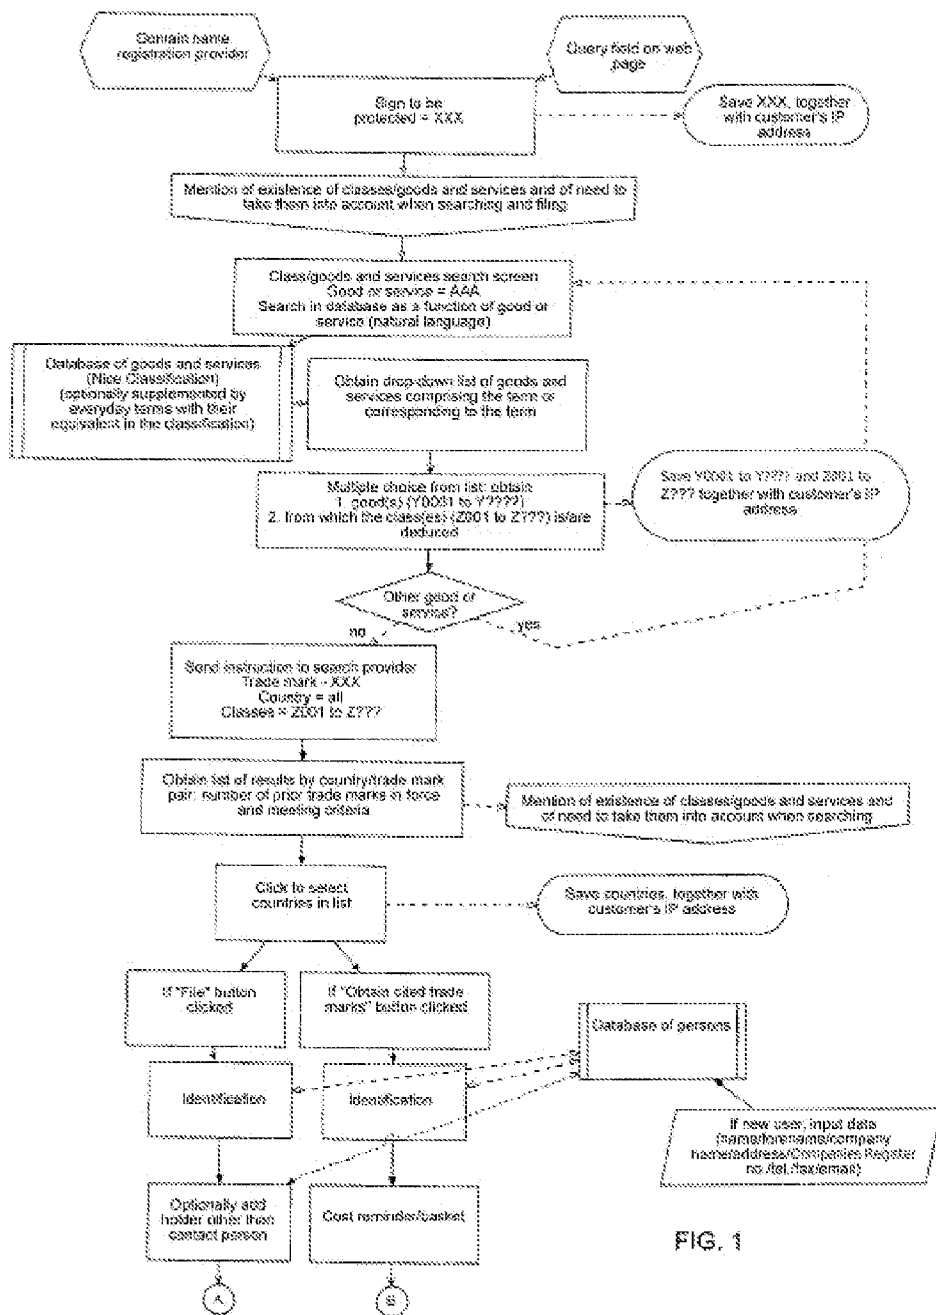 Domain name
registration provider
Query field on web
page
Sign to be
protected = XXX
Save XXX, together
with customer's IP
address
Mention of existence of classes/goods and services and of need to
take them into account when searching and filing
Class/goods and services search screen
Good or service = AAA
Search in database as a function of good or
service (natural language)
Database of goods and services
(Nice Classification)
(optionally supplemented by
everyday terms with their
equivalent in the classification)
Obtain drop-down list of goods and
services comprising the term or
corresponding to the term
Multiple choice from list: obtain
1. good(s) (Y0001 to Y????)
2. from which the class(es) (Z001 to Z???) is/are
deduced
Save Y0001 to Y???? and Z001 to
Z??? together with customer's IP
address
Other good or
service?
no
yes
Send instruction to search provider
Trade mark = XXX
Country = all
Classes = Z001 to Z???
Obtain list of results by country/trade mark
pair: number of prior trade marks in force
and meeting criteria
Mention of existence of classes/goods and services and
of need to take them into account when searching
Click to select
countries in list
Save countries, together with
customer's IP address
If "File" button
clicked
If "Obtain cited trade
marks" button clicked
Database of persons
Identification
Identification
If new user, input data
(name/forename/company
name/address/Companies Register
no./tel./fax/email)
Optionally add
holder other than
contact person
Cost reminder/basket
FIG. 1
A
B